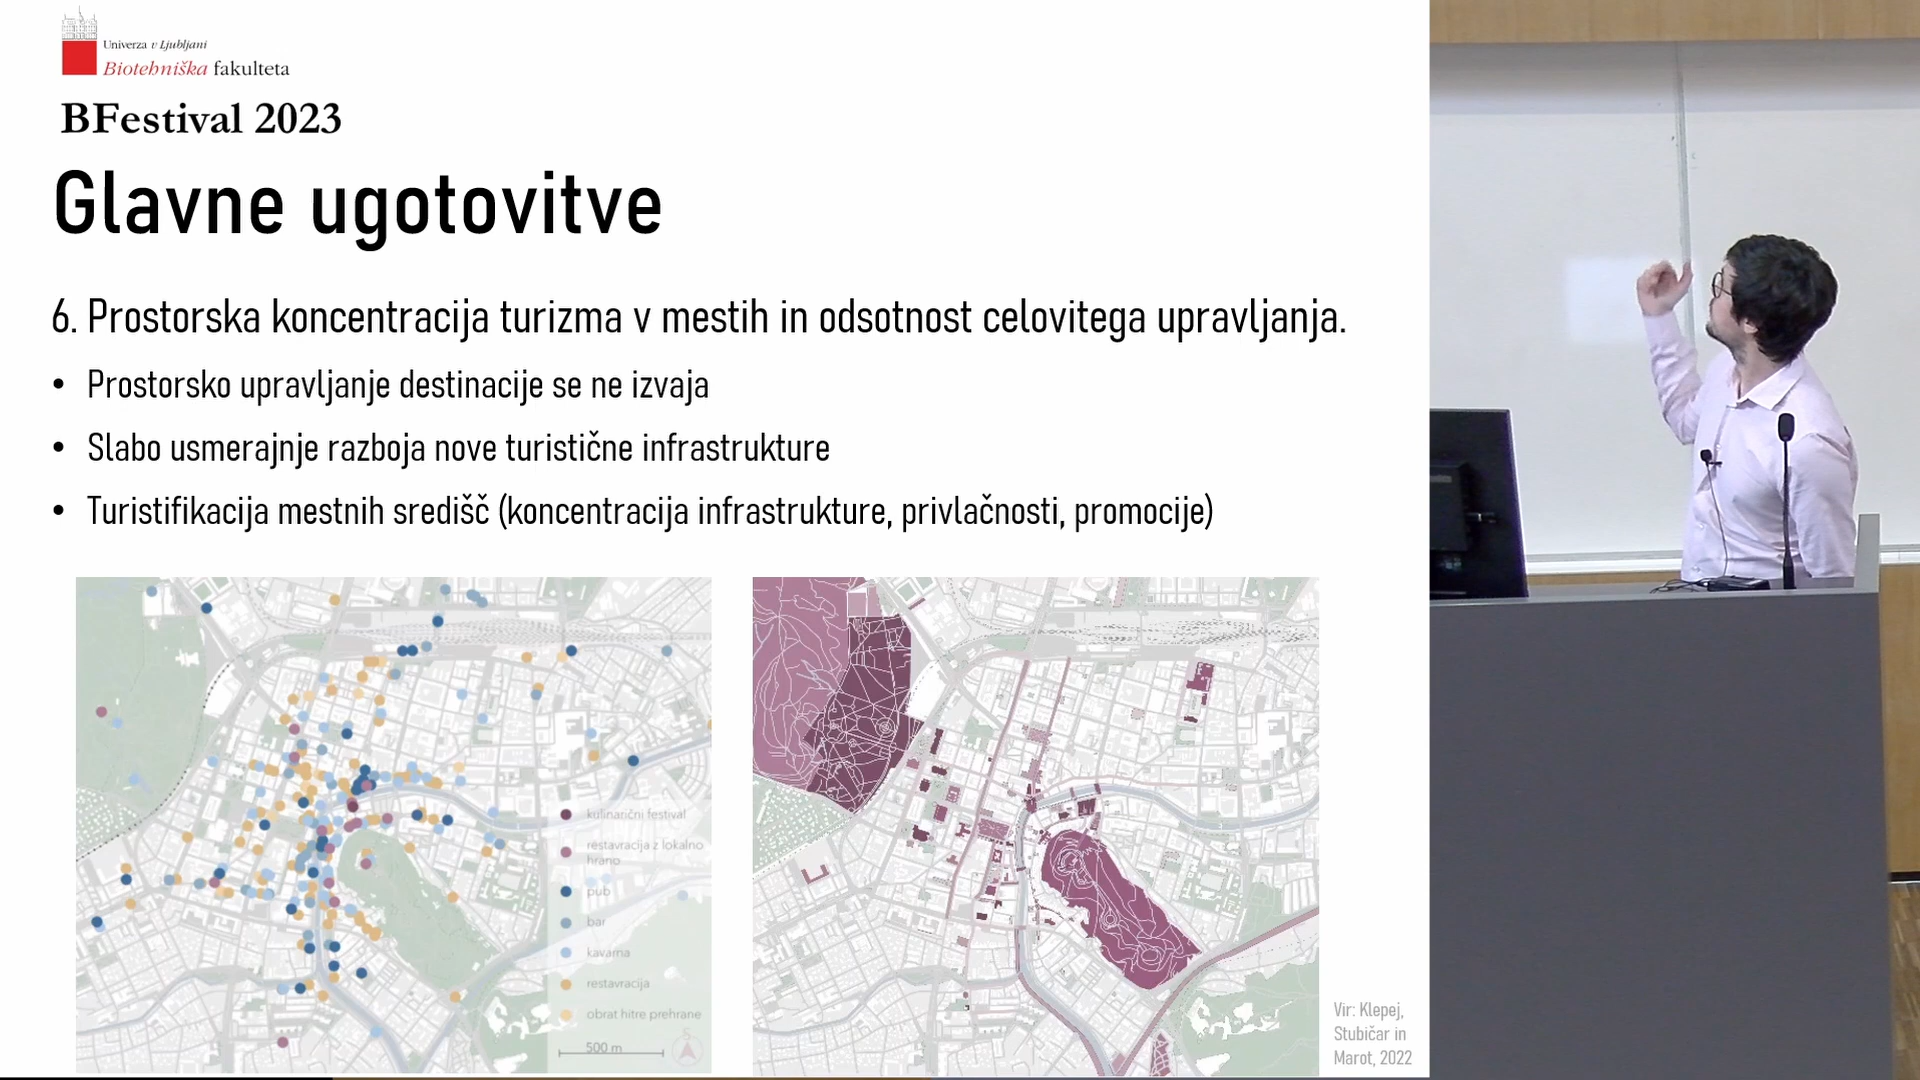 Univerza v Ljubljani
Biotehniška fakulteta
BFestival 2023
Glavne ugotovitve
6. Prostorska koncentracija turizma v mestih in odsotnost celovitega upravljanja.
• Prostorsko upravljanje destinacije se ne izvaja
• Slabo usmerajnje razboja nove turistične infrastrukture
• Turistifikacija mestnih središč (koncentracija infrastrukture, privlačnosti, promocije)
kulinarični festival
restavracija z lokalno
hrano
pub
bar
kavarna
restavracija
obrat hitre prehrane
500 m
S
Vir: Klepej,
Stubičar in
Marot, 2022